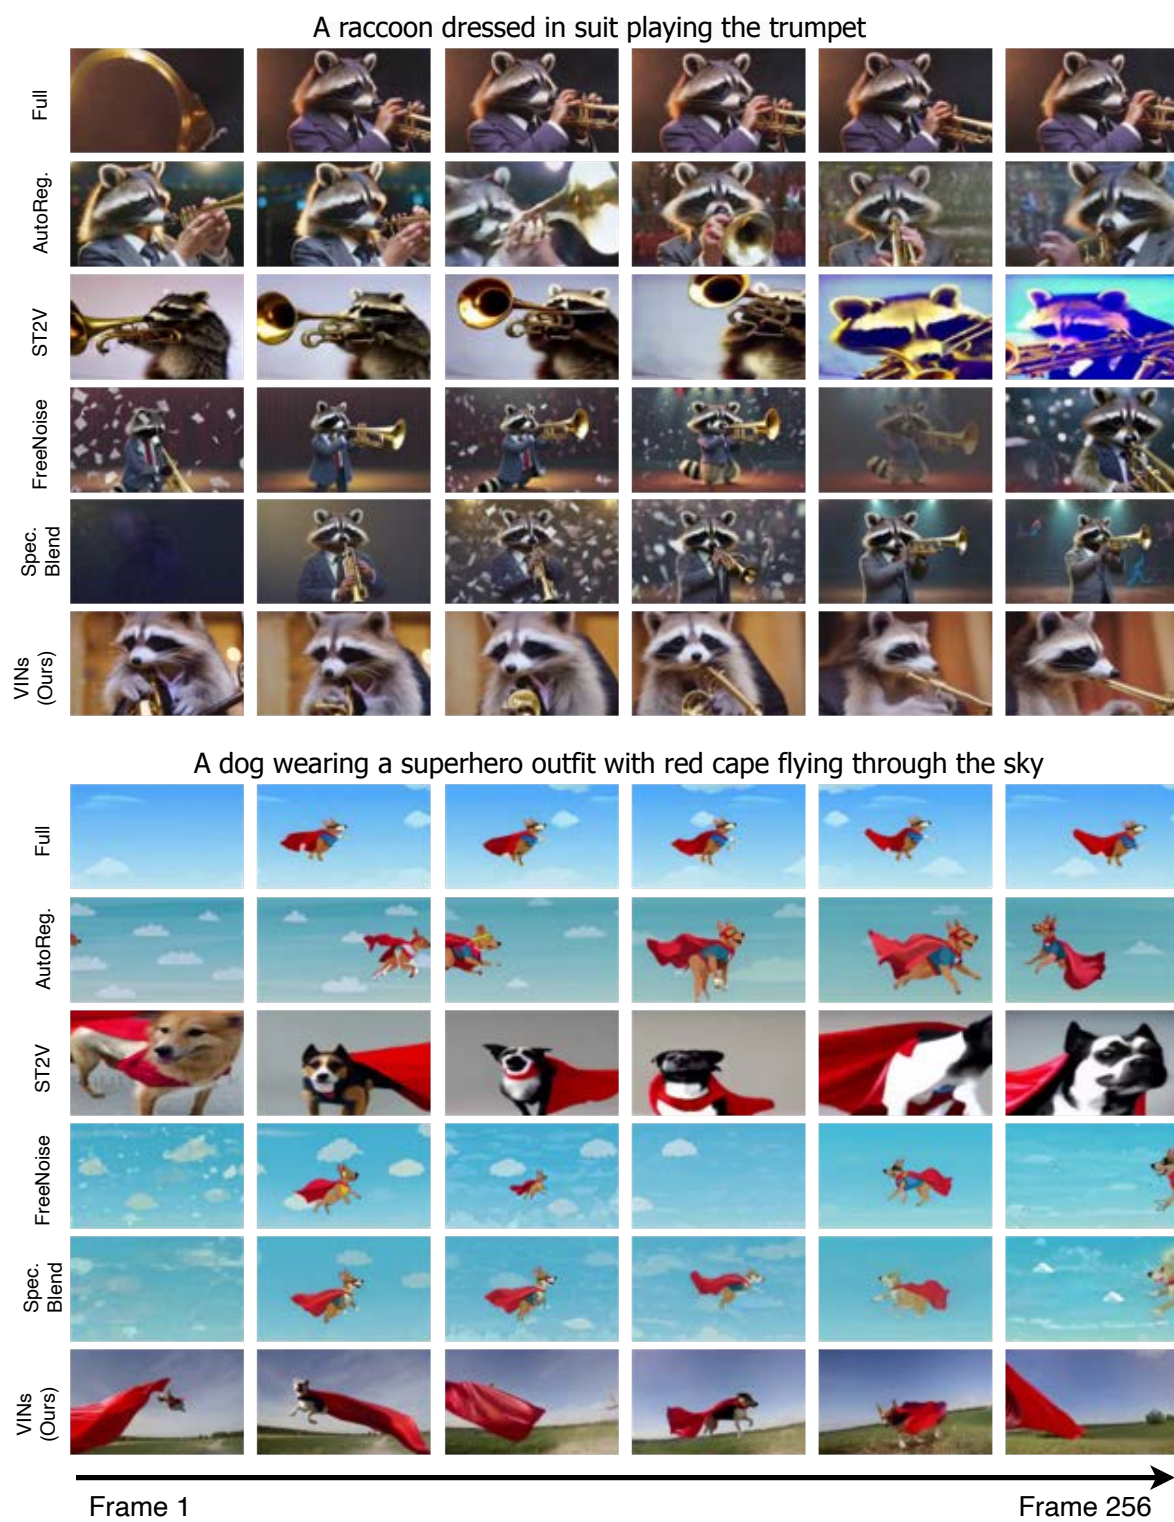 A raccoon dressed in suit playing the trumpet
Full
AutoReg.
ST2V
FreeNoise
Spec.
Blend
VINs
(Ours)
A dog wearing a superhero outfit with red cape flying through the sky
Full
AutoReg.
ST2V
FreeNoise
Spec.
Blend
VINs
(Ours)
Frame 1
Frame 256